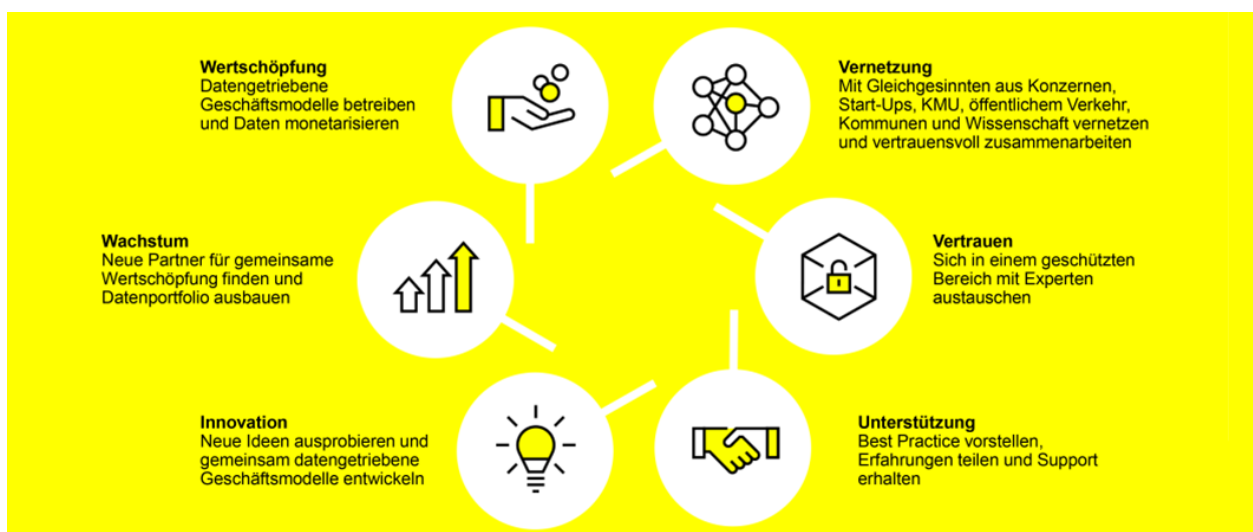 Wertschöpfung
Datengetriebene
Geschäftsmodelle betreiben
und Daten monetarisieren
Vernetzung
Mit Gleichgesinnten aus Konzernen,
Start-Ups, KMU, öffentlichem Verkehr,
Kommunen und Wissenschaft vernetzen
und vertrauensvoll zusammenarbeiten
Wachstum
Neue Partner für gemeinsame
Wertschöpfung finden und
Datenportfolio ausbauen
Vertrauen
Sich in einem geschützten
Bereich mit Experten
austauschen
Innovation
Neue Ideen ausprobieren und
gemeinsam datengetriebene
Geschäftsmodelle entwickeln
Unterstützung
Best Practice vorstellen,
Erfahrungen teilen und Support
erhalten